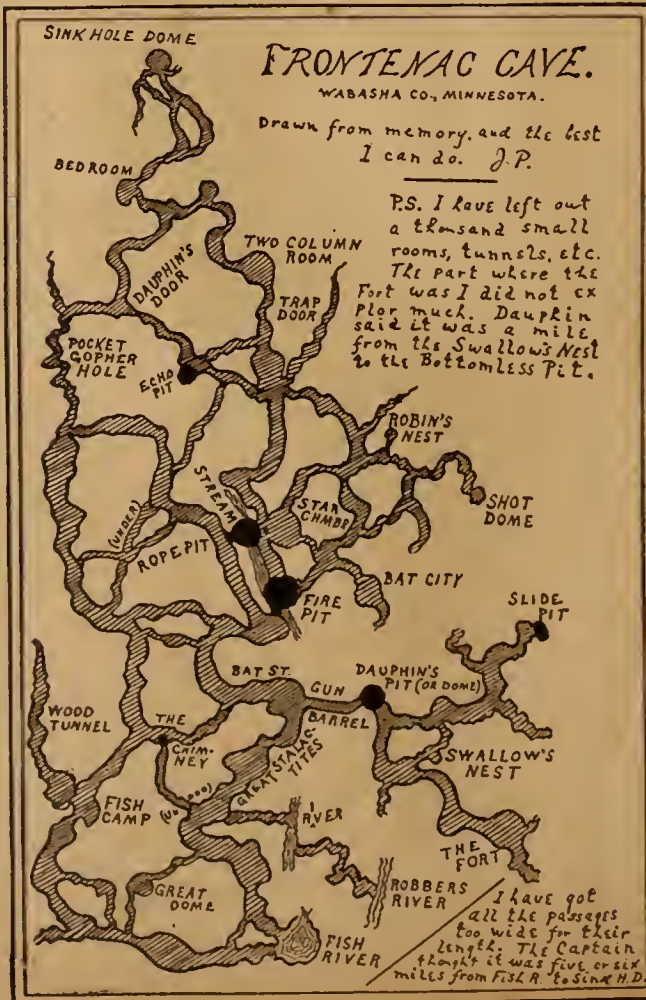 SINK HOLE DOME
FRONTENAC CAVE.
WABASHA CO., MINNESOTA.
Drawn from memory, and the best
I can do. J.P.
BEDROOM
P.S. I have left out
a thousand small
rooms, tunnels, etc.
The part where the
Fort was I did not ex
plor much. Dauphin
said it was a mile
from the Swallow's Nest
to the Bottomless Pit.
DAUPHIN'S
DOOR
TWO COLUMN
ROOM
TRAP
DOOR
POCKET
GOPHER
HOLE
ECHO
PIT
ROBIN'S
NEST
STREAM
STAR
CHMBR
SHOT
DOME
(UNDER)
ROPE PIT
BAT CITY
FIRE
PIT
SLIDE
PIT
BAT ST.
GUN
BARREL
DAUPHIN'S
PIT (OR DOME)
WOOD
TUNNEL
THE
CHIM-
NEY
GREAT STALAC-
TITES
SWALLOW'S
NEST
FISH
CAMP
RIVER
THE
FORT
GREAT
DOME
ROBBERS
RIVER
FISH
RIVER
I have got
all the passages
too wide for their
length. The Captain
thought it was five or six
miles from Fish R. to Sink H.D.